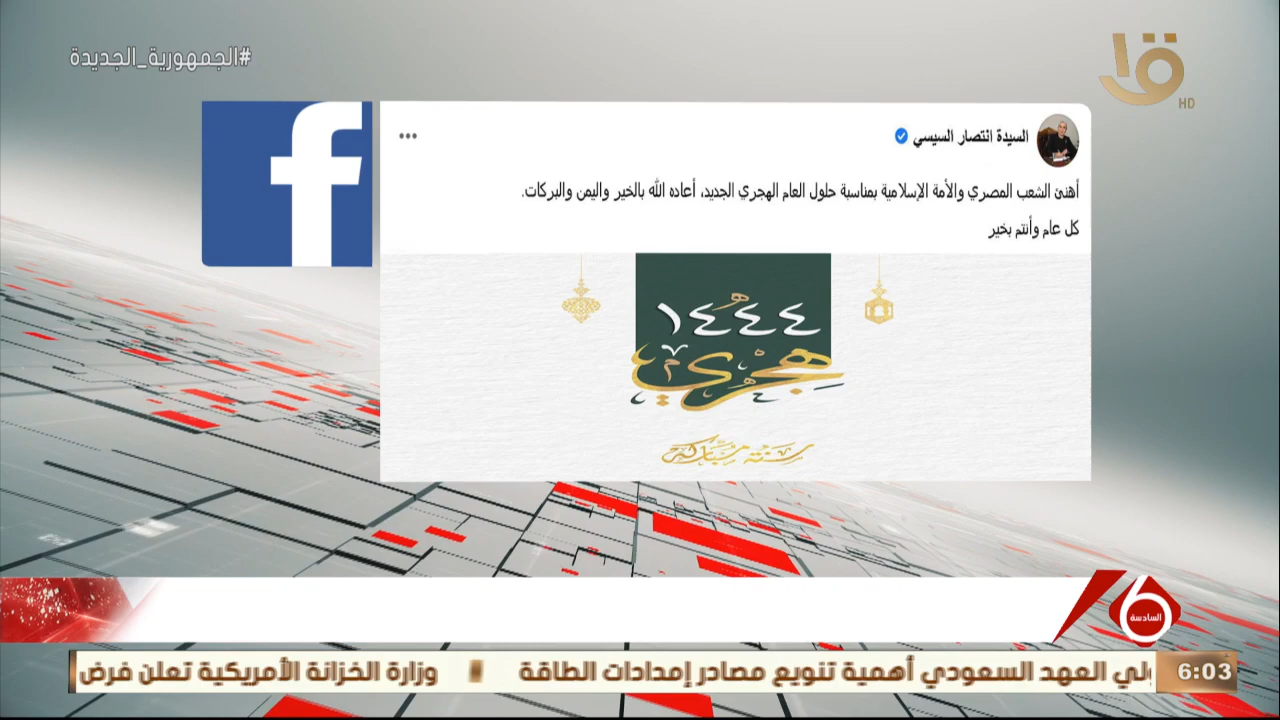 #الجمهورية_الجديدة
HD
السيدة انتصار السيسي
أهنئ الشعب المصري والأمة الإسلامية بمناسبة حلول العام الهجري الجديد، أعاده الله بالخير واليمن والبركات.
كل عام وأنتم بخير
١٤٤٤
هجري
سنة مباركة
السادسة
6:03
لي العهد السعودي أهمية تنويع مصادر إمدادات الطاقة
وزارة الخزانة الأمريكية تعلن فرض